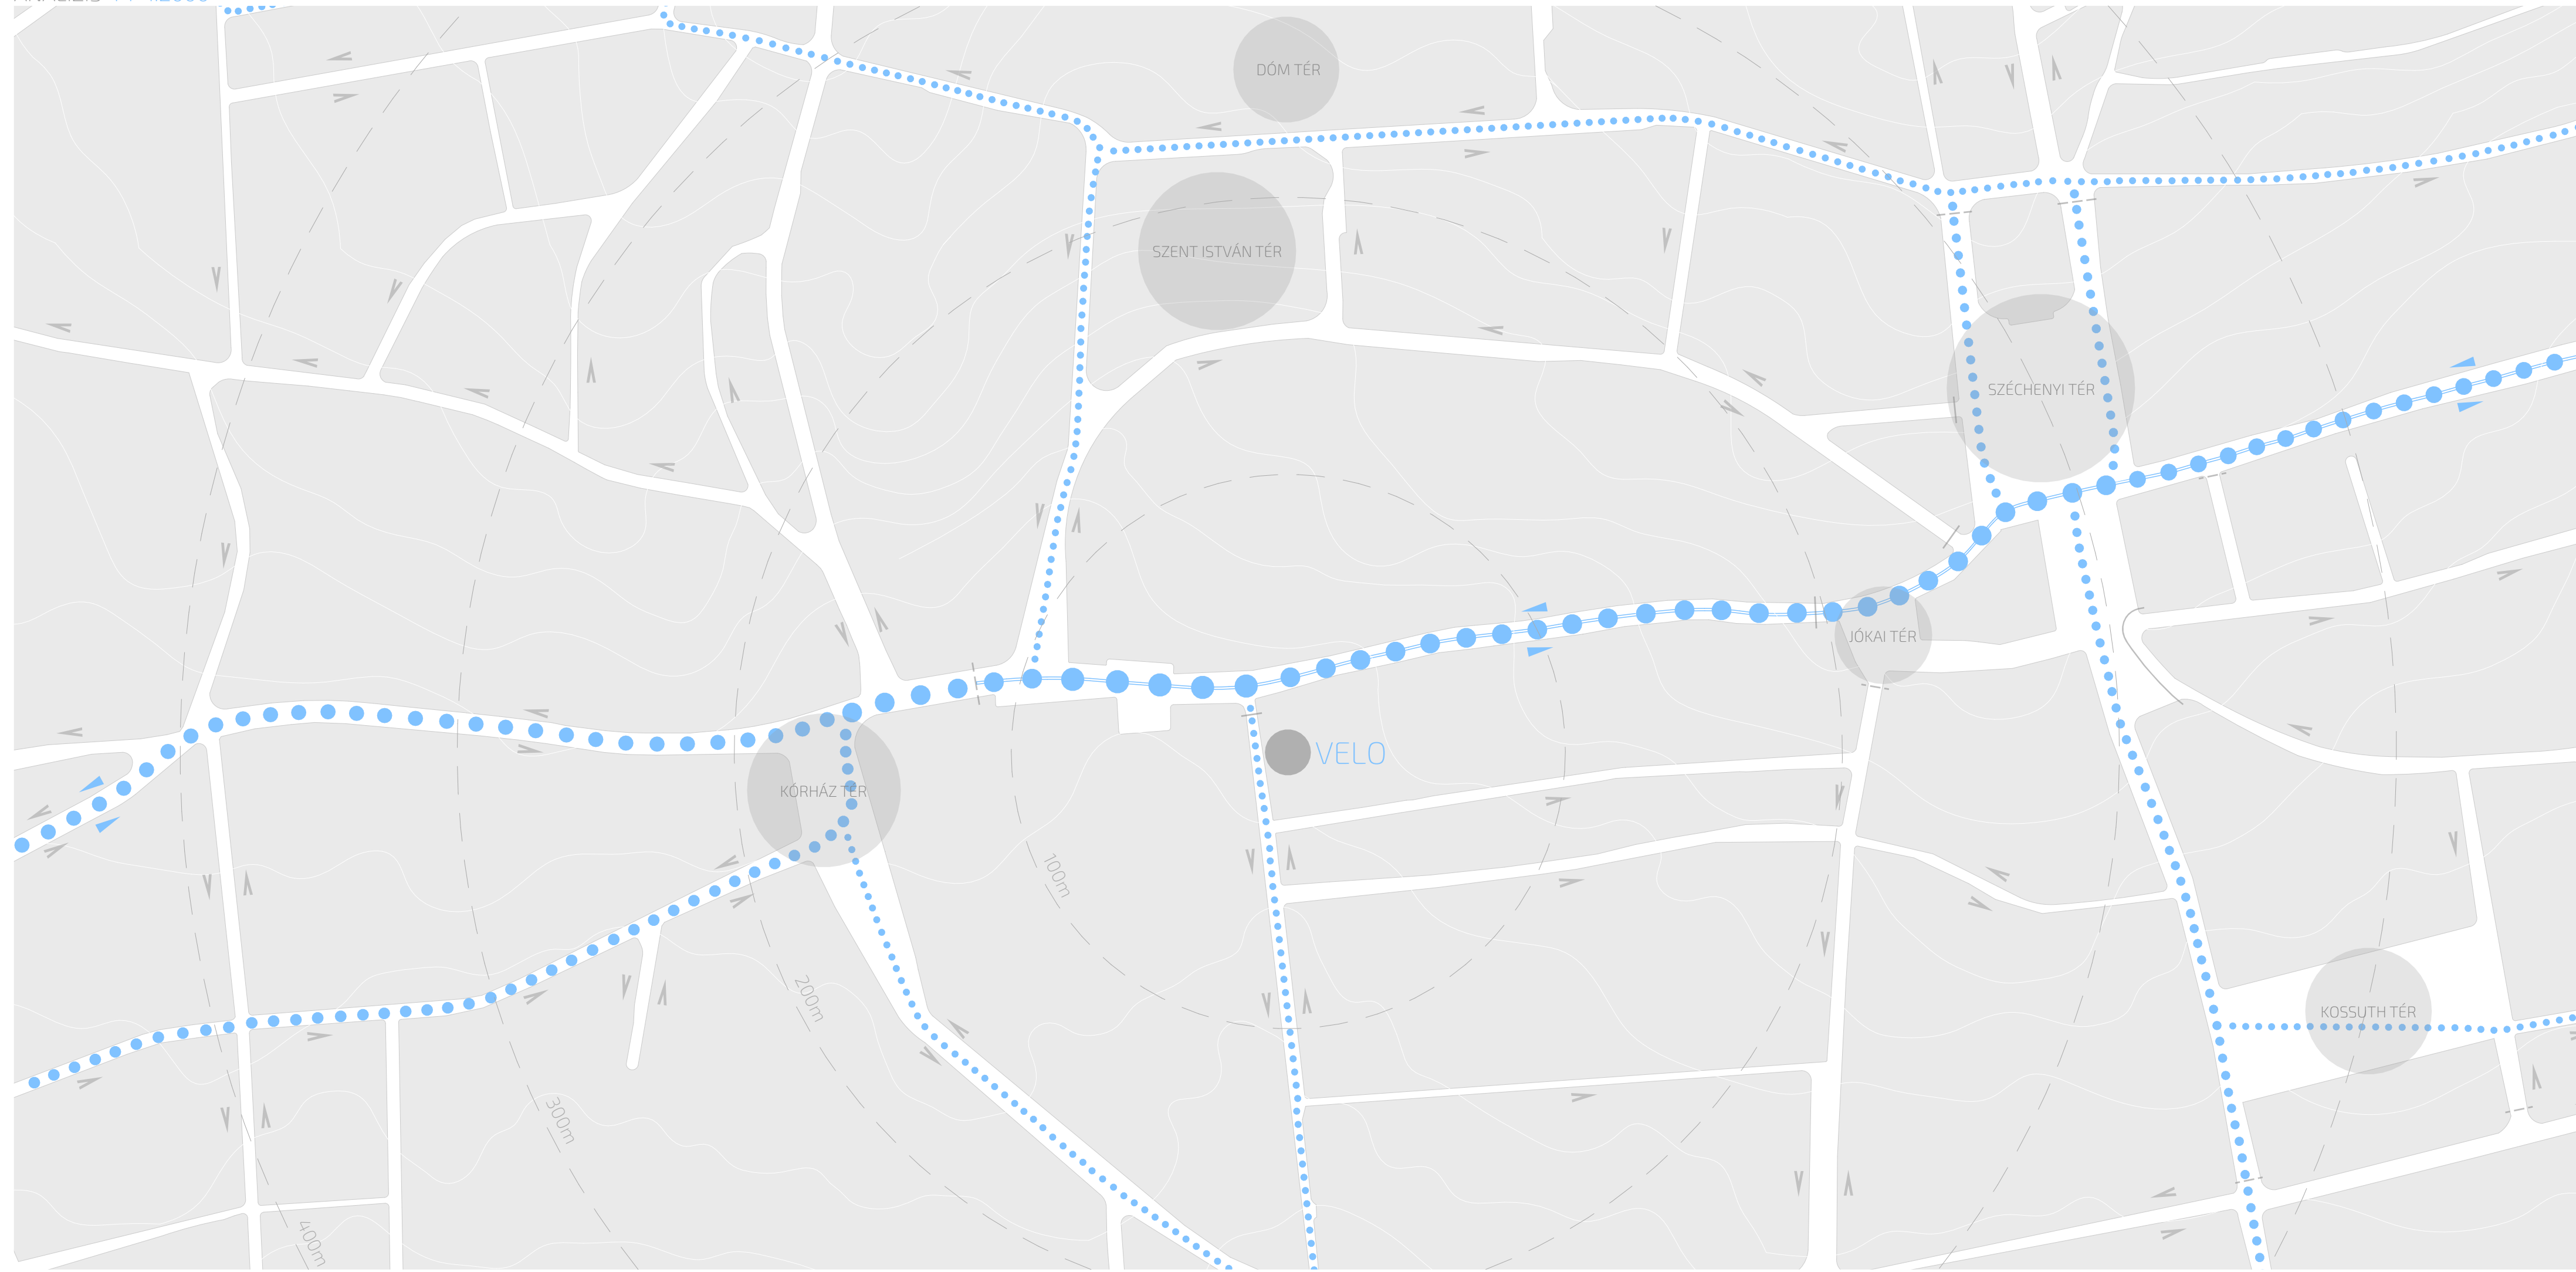 DÓM TÉR
SZENT ISTVÁN TÉR
SZÉCHENYI TÉR
JÓKAI TÉR
VELO
KÓRHÁZ TÉR
100m
200m
KOSSUTH TÉR
300m
400m